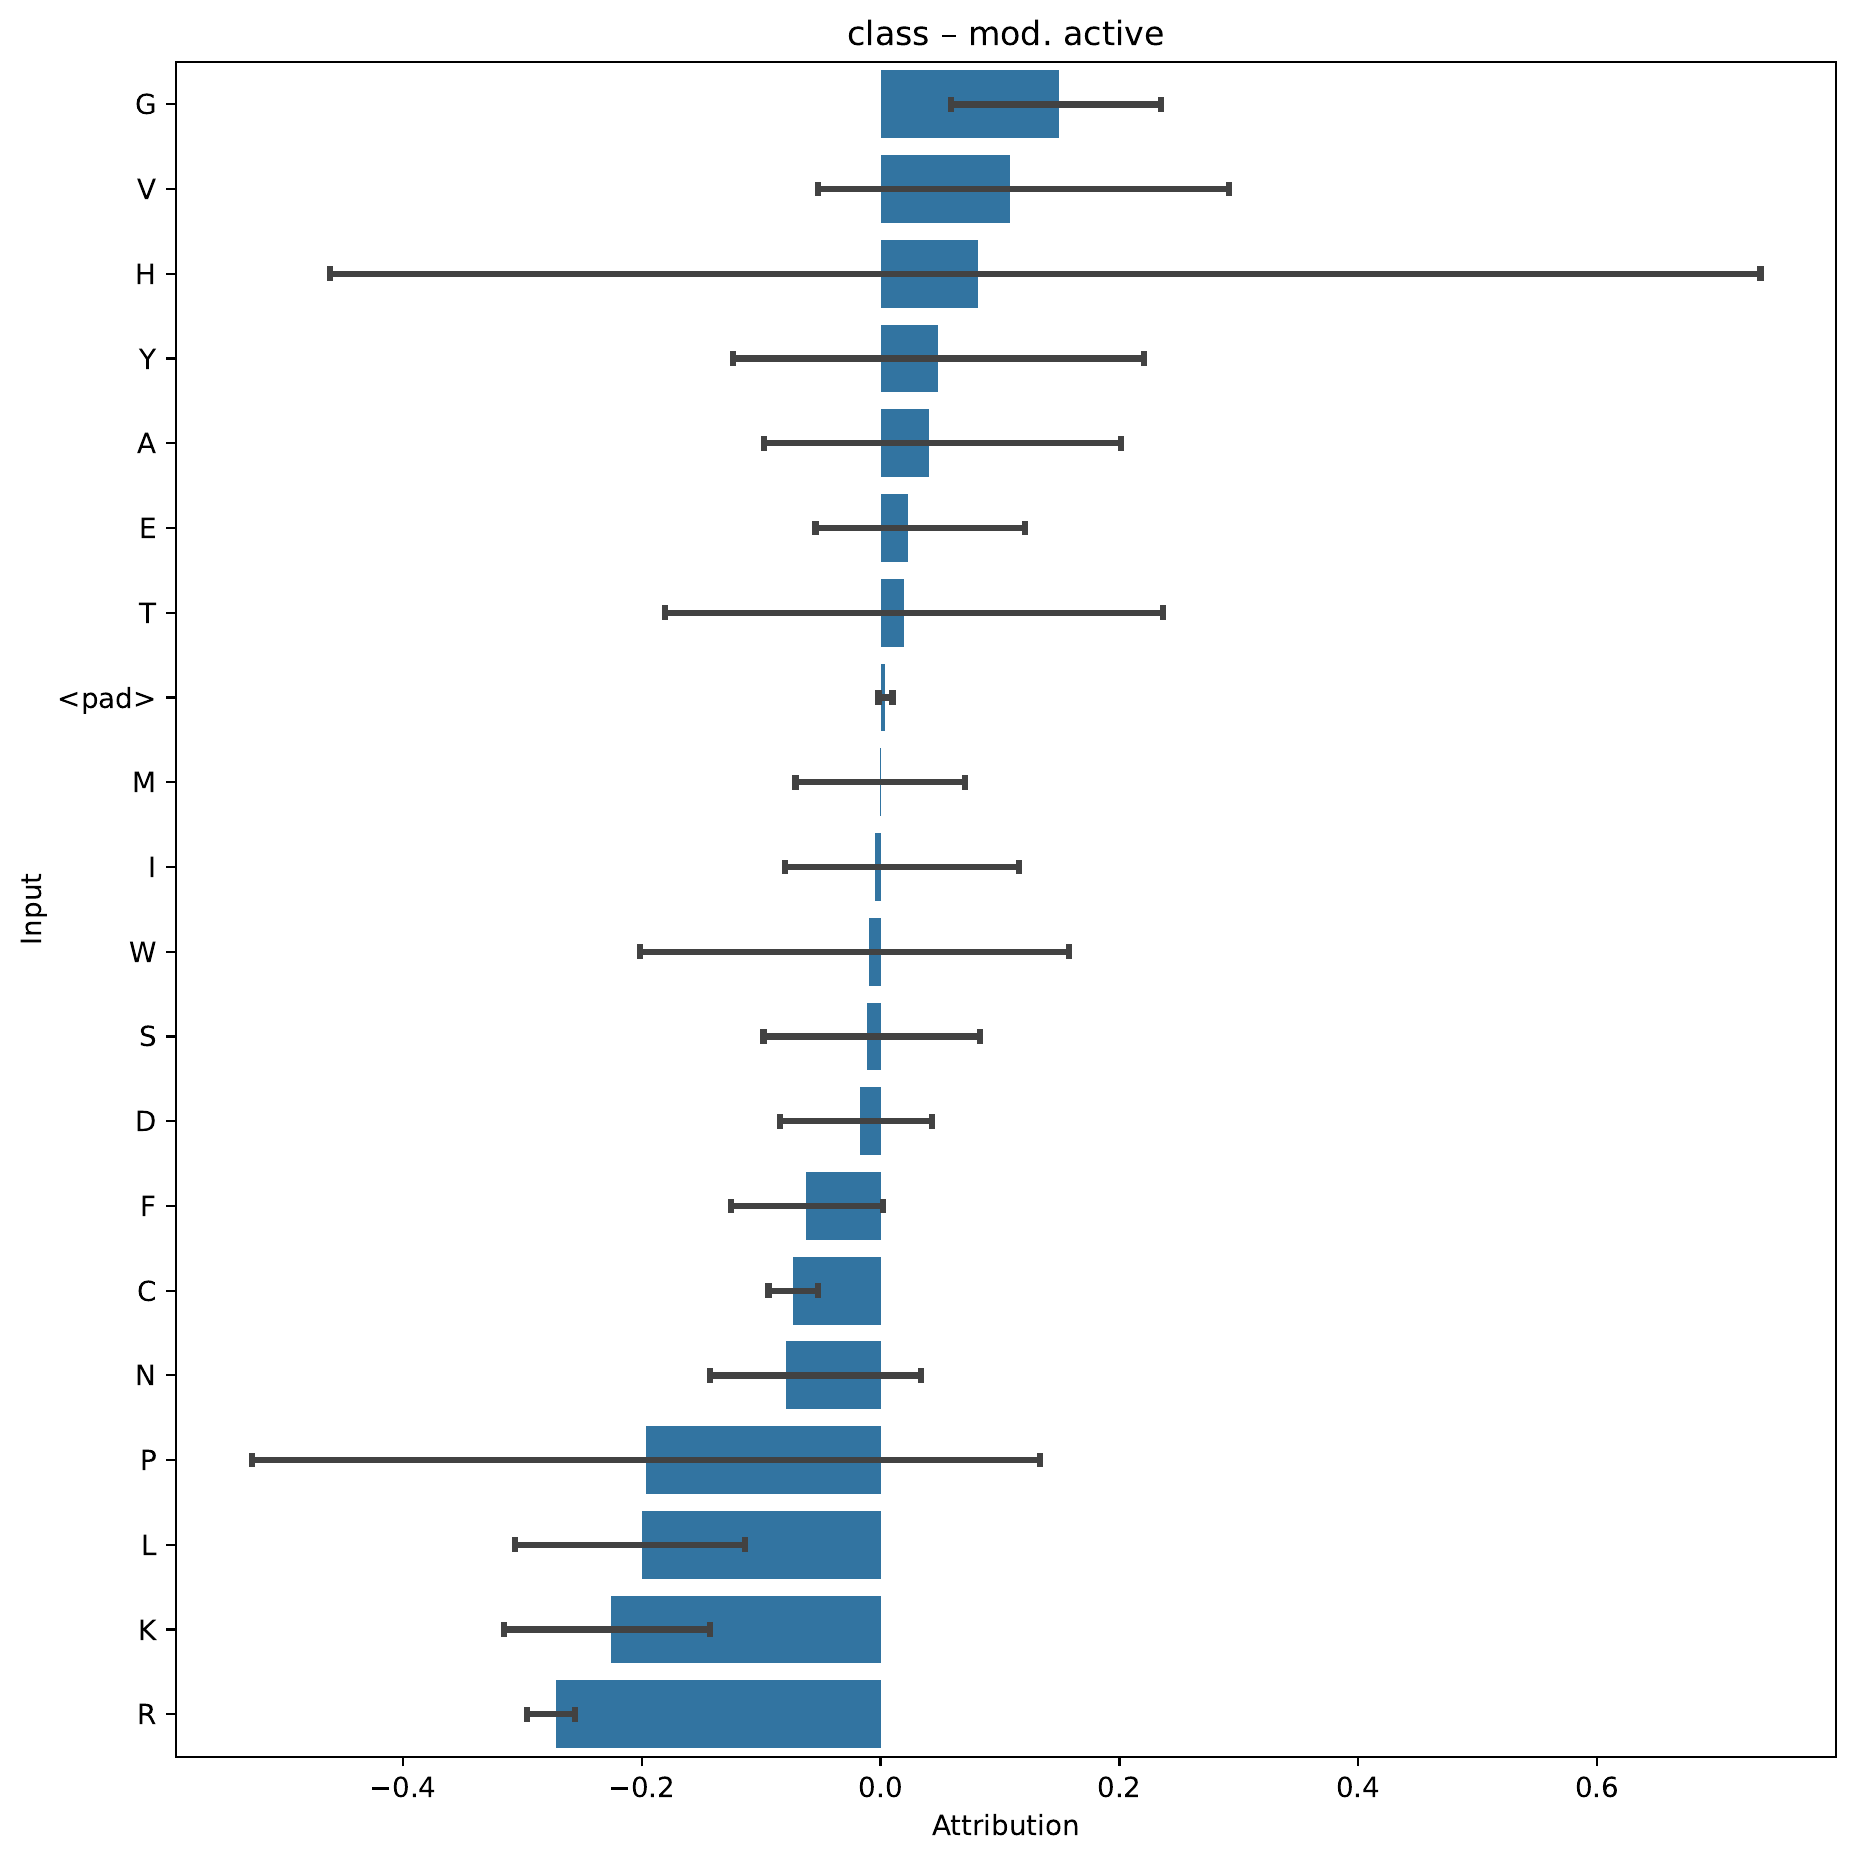 class – mod. active
G
V
H
Y
A
E
T
<pad>
M
I
W
S
D
F
C
N
P
L
K
R
Input
−0.4 −0.2 0.0 0.2 0.4 0.6
Attribution